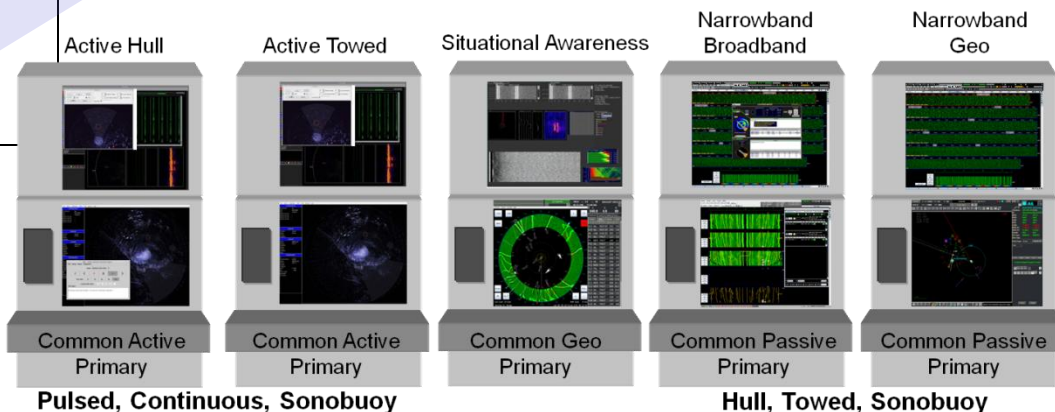 Active Hull
Active Towed
Situational Awareness
Narrowband
Broadband
Narrowband
Geo
Common Active
Primary
Common Active
Primary
Common Geo
Primary
Common Passive
Primary
Common Passive
Primary
Pulsed, Continuous, Sonobuoy
Hull, Towed, Sonobuoy